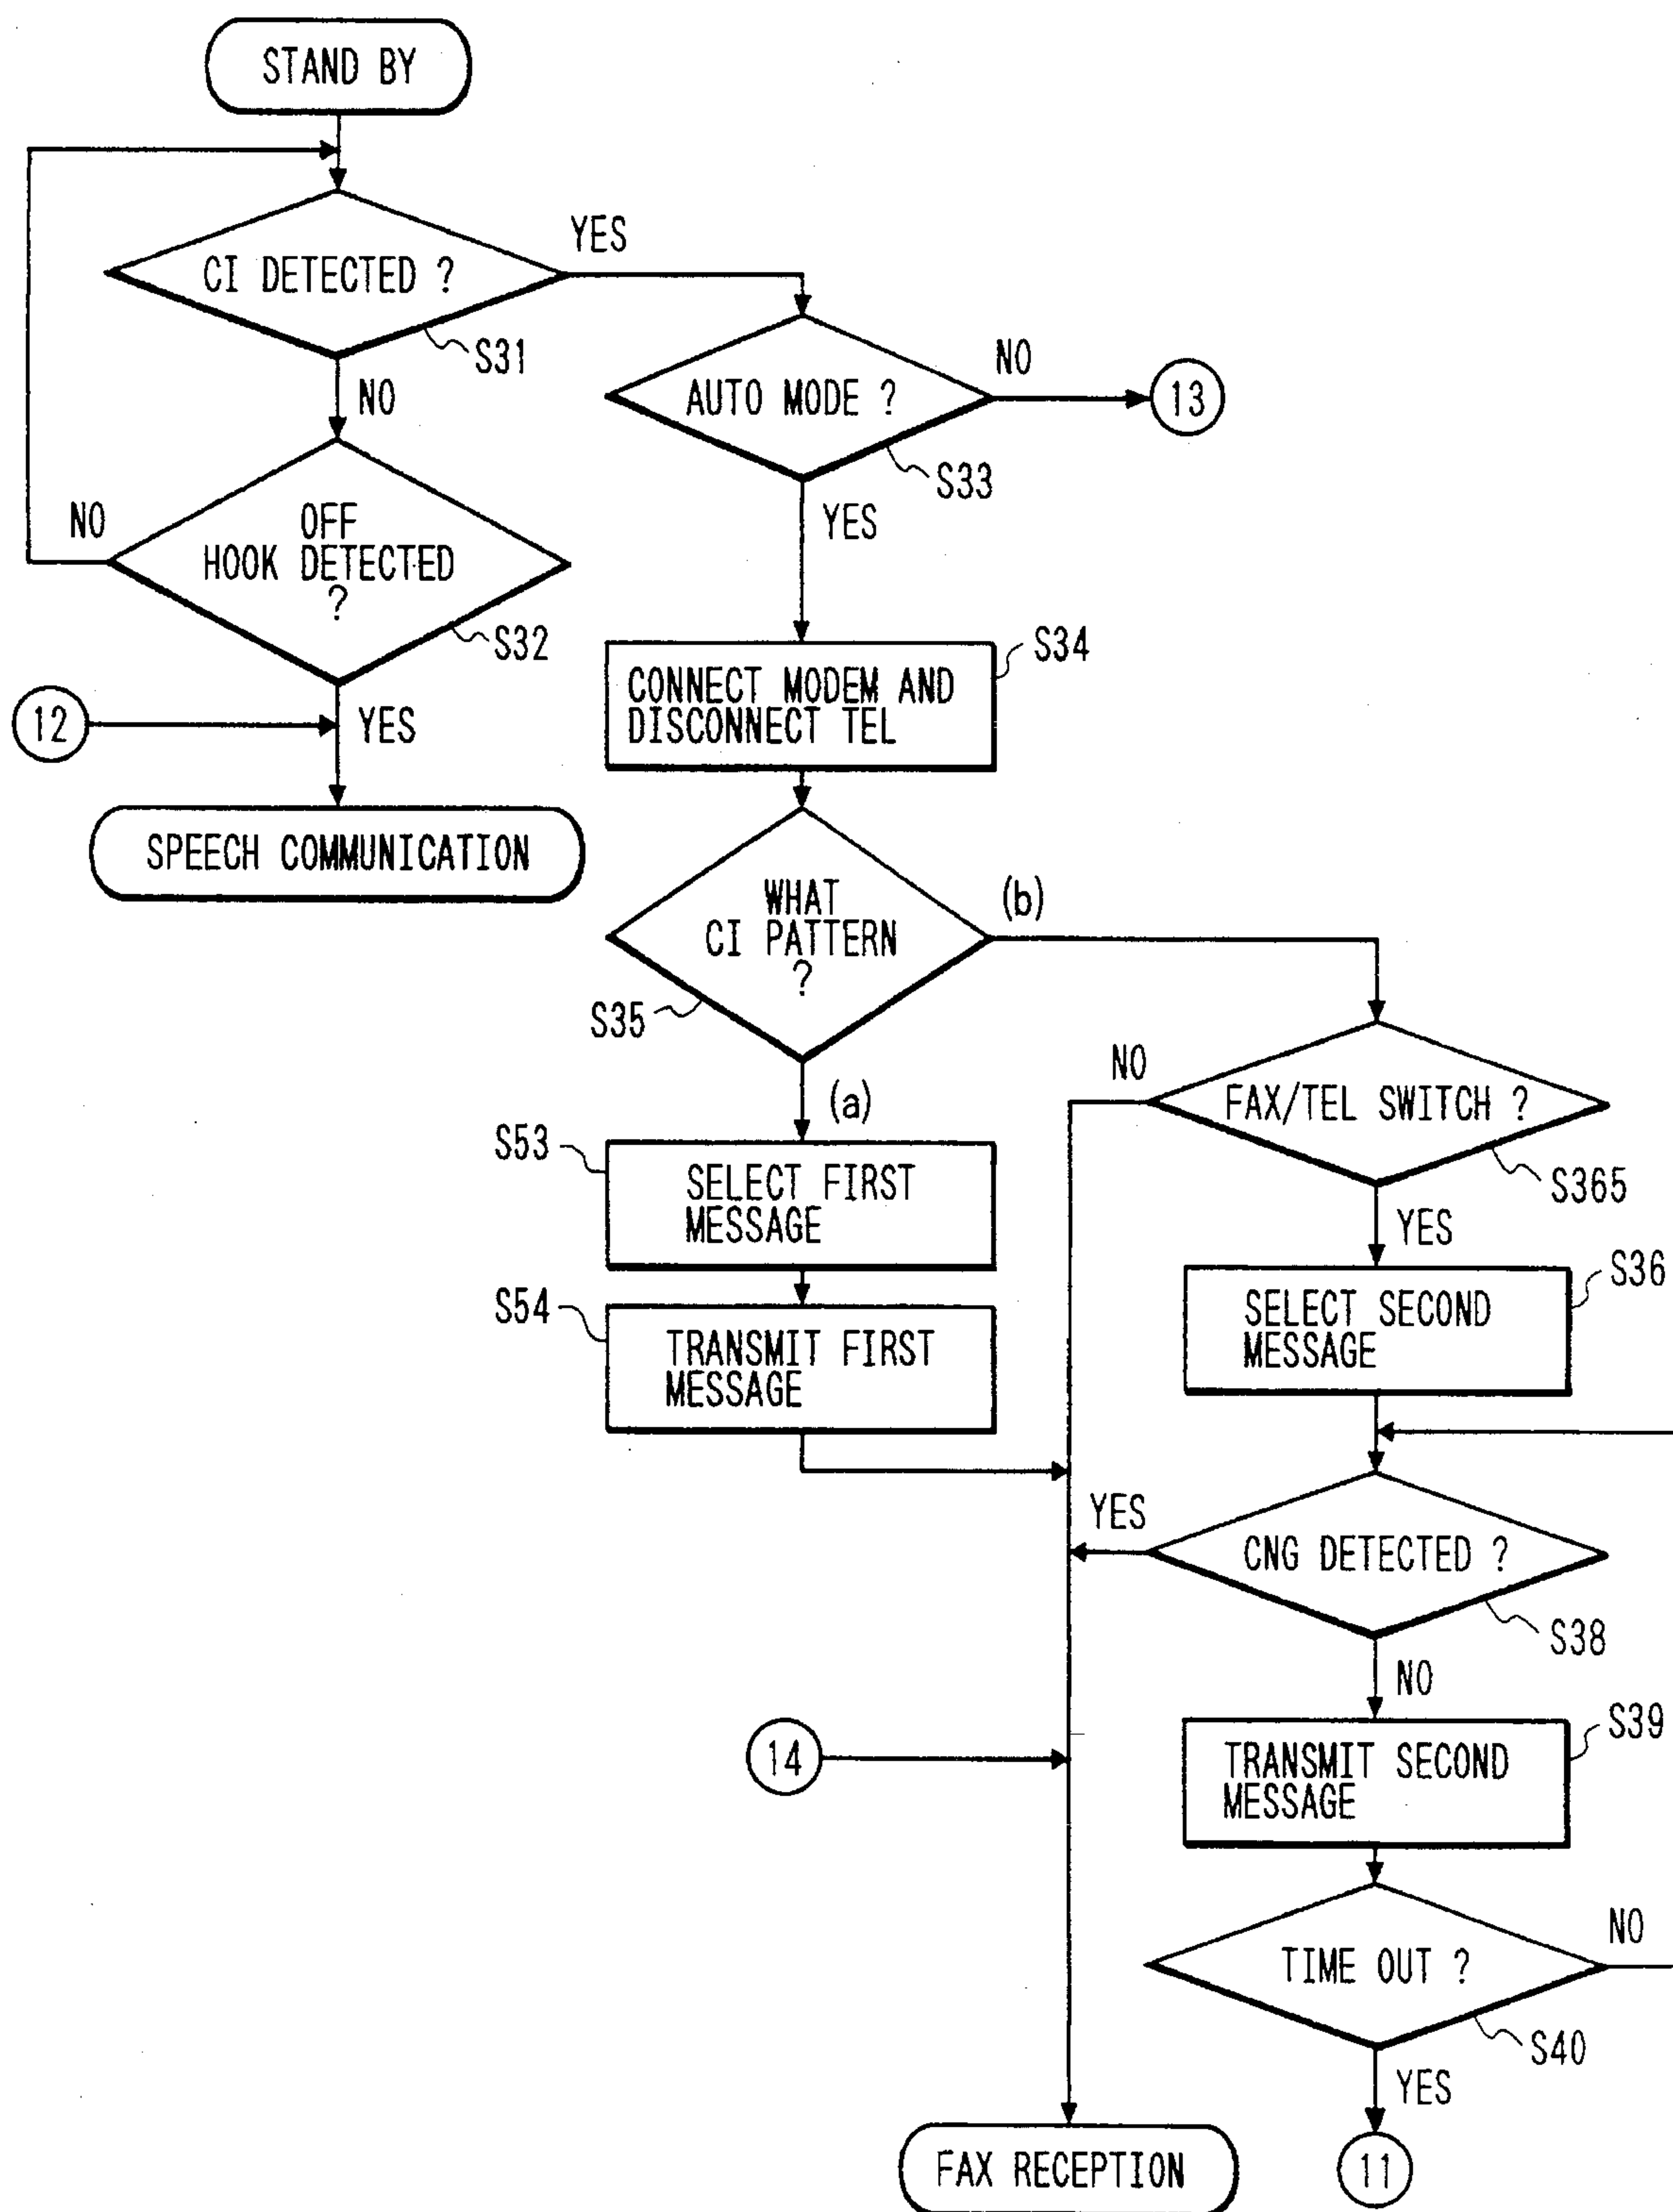 STAND BY
CI DETECTED ?
YES
S31
NO
AUTO MODE ?
NO
13
S33
YES
OFF
HOOK DETECTED
?
NO
S32
12
YES
SPEECH COMMUNICATION
S34
CONNECT MODEM AND
DISCONNECT TEL
WHAT
CI PATTERN
?
(b)
S35
(a)
NO
FAX/TEL SWITCH ?
S365
YES
S53
SELECT FIRST
MESSAGE
S54
TRANSMIT FIRST
MESSAGE
S36
SELECT SECOND
MESSAGE
YES
CNG DETECTED ?
S38
NO
14
S39
TRANSMIT SECOND
MESSAGE
TIME OUT ?
NO
S40
YES
FAX RECEPTION
11